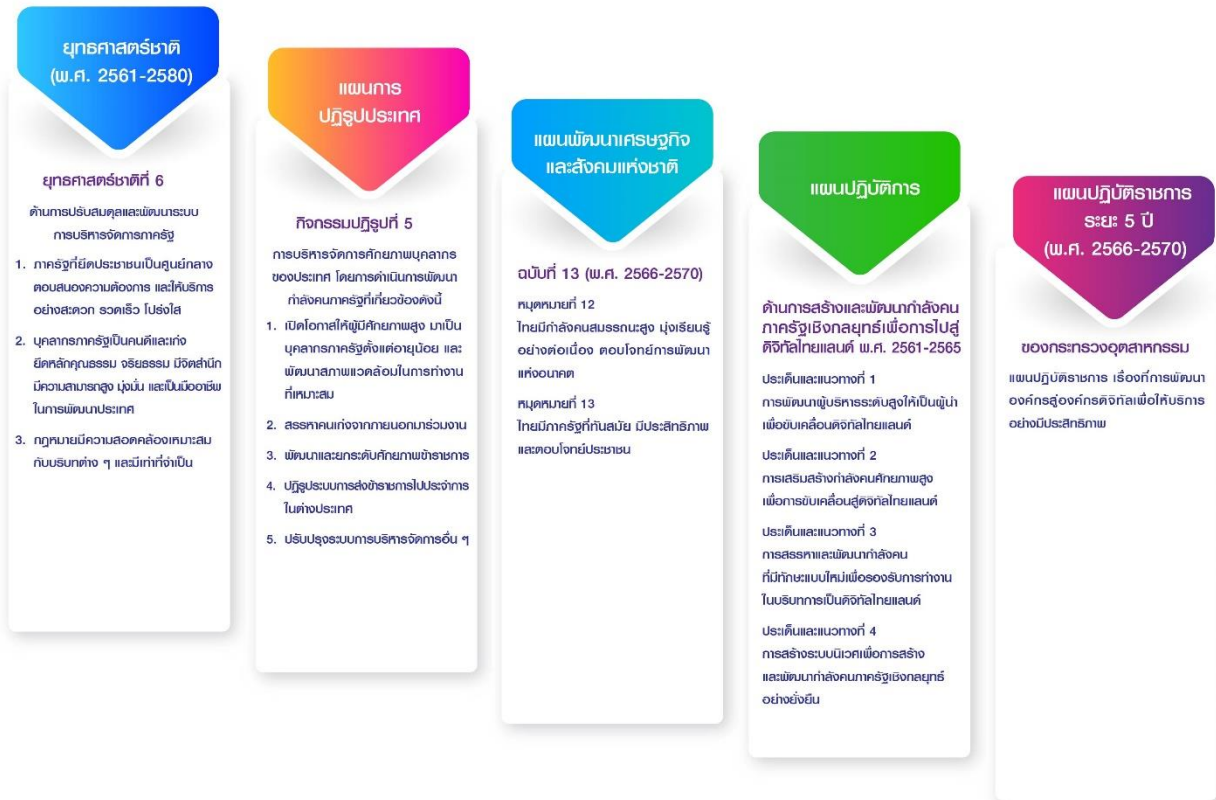 ยุทธศาสตร์ชาติ
(พ.ศ. 2561-2580)
ยุทธศาสตร์ชาติที่ 6
ด้านการปรับสมดุลและพัฒนาระบบ
การบริหารจัดการภาครัฐ
1. ภาครัฐที่ยึดประชาชนเป็นศูนย์กลาง
ตอบสนองความต้องการ และให้บริการ
อย่างสะดวก รวดเร็ว โปร่งใส
2. บุคลากรภาครัฐเป็นคนดีและเก่ง
ยึดหลักคุณธรรม จริยธรรม มีจิตสำนึก
มีความสามารถสูง มุ่งมั่น และเป็นมืออาชีพ
ในการพัฒนาประเทศ
3. กฎหมายมีความสอดคล้องเหมาะสม
กับบริบทต่าง ๆ และมีเท่าที่จำเป็น
แผนการ
ปฏิรูปประเทศ
กิจกรรมปฏิรูปที่ 5
การบริหารจัดการศักยภาพบุคลากร
ของประเทศ โดยการดำเนินการพัฒนา
กำลังคนภาครัฐที่เกี่ยวข้องดังนี้
1. เปิดโอกาสให้ผู้มีศักยภาพสูง มาเป็น
บุคลากรภาครัฐตั้งแต่อายุน้อย และ
พัฒนาสภาพแวดล้อมในการทำงาน
ที่เหมาะสม
2. สรรหาคนเก่งจากภายนอกมาร่วมงาน
3. พัฒนาและยกระดับศักยภาพข้าราชการ
4. ปฏิรูประบบการส่งข้าราชการไปประจำการ
ในต่างประเทศ
5. ปรับปรุงระบบการบริหารจัดการอื่น ๆ
แผนพัฒนาเศรษฐกิจ
และสังคมแห่งชาติ
ฉบับที่ 13 (พ.ศ. 2566-2570)
หมุดหมายที่ 12
ไทยมีกำลังคนสมรรถนะสูง มุ่งเรียนรู้
อย่างต่อเนื่อง ตอบโจทย์การพัฒนา
แห่งอนาคต
หมุดหมายที่ 13
ไทยมีภาครัฐที่ทันสมัย มีประสิทธิภาพ
และตอบโจทย์ประชาชน
แผนปฏิบัติการ
ด้านการสร้างและพัฒนากำลังคน
ภาครัฐเชิงกลยุทธ์เพื่อการไปสู่
ดิจิทัลไทยแลนด์ พ.ศ. 2561-2565
ประเด็นและแนวทางที่ 1
การพัฒนาผู้บริหารระดับสูงให้เป็นผู้นำ
เพื่อขับเคลื่อนดิจิทัลไทยแลนด์
ประเด็นและแนวทางที่ 2
การเสริมสร้างกำลังคนศักยภาพสูง
เพื่อการขับเคลื่อนสู่ดิจิทัลไทยแลนด์
ประเด็นและแนวทางที่ 3
การสรรหาและพัฒนากำลังคน
ที่มีทักษะแบบใหม่เพื่อรองรับการทำงาน
ในบริบทการเป็นดิจิทัลไทยแลนด์
ประเด็นและแนวทางที่ 4
การสร้างระบบนิเวศเพื่อการสร้าง
และพัฒนากำลังคนภาครัฐเชิงกลยุทธ์
อย่างยั่งยืน
แผนปฏิบัติราชการ
ระยะ 5 ปี
(พ.ศ. 2566-2570)
ของกระทรวงอุตสาหกรรม
แผนปฏิบัติราชการ เรื่องที่การพัฒนา
องค์กรสู่องค์กรดิจิทัลเพื่อให้บริการ
อย่างมีประสิทธิภาพ